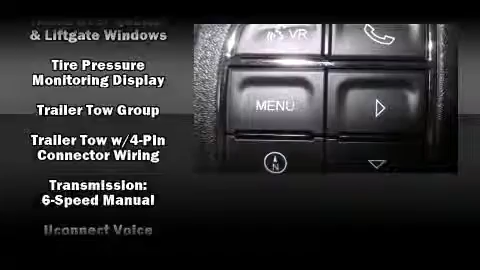 & Liftgate Windows
Tire Pressure
Monitoring Display
Trailer Tow Group
Trailer Tow w/4-Pin
Connector Wiring
Transmission:
6-Speed Manual
Uconnect Voice
VR
MENU
N